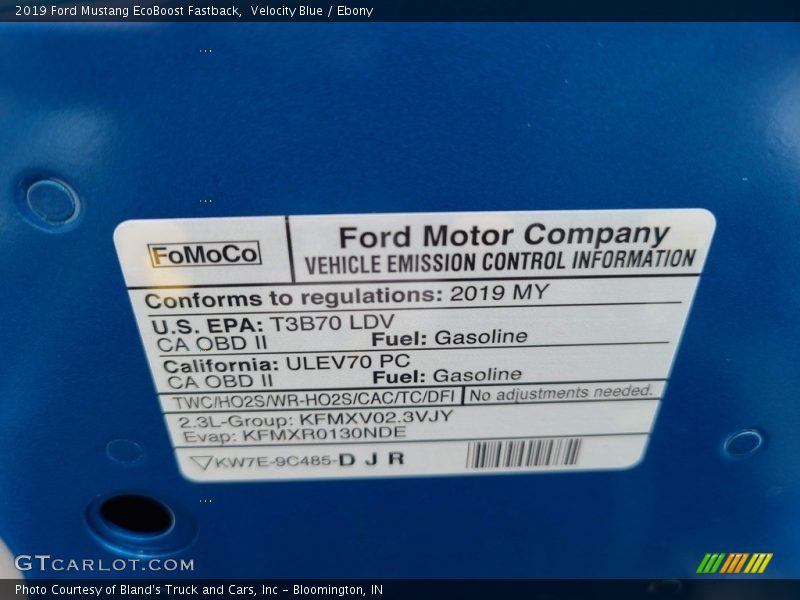 2019 Ford Mustang EcoBoost Fastback,  Velocity Blue / Ebony
FoMoCo
Ford Motor Company
VEHICLE EMISSION CONTROL INFORMATION
Conforms to regulations: 2019 MY
U.S. EPA: T3B70 LDV
CA OBD II Fuel: Gasoline
California: ULEV70 PC
CA OBD II Fuel: Gasoline
TWC/HO2S/WR-HO2S/CAC/TC/DFI No adjustments needed.
2.3L-Group: KFMXV02.3VJY
Evap: KFMXR0130NDE
KW7E-9C485-D J R
GTCARLOT.COM
Photo Courtesy of Bland's Truck and Cars, Inc - Bloomington, IN